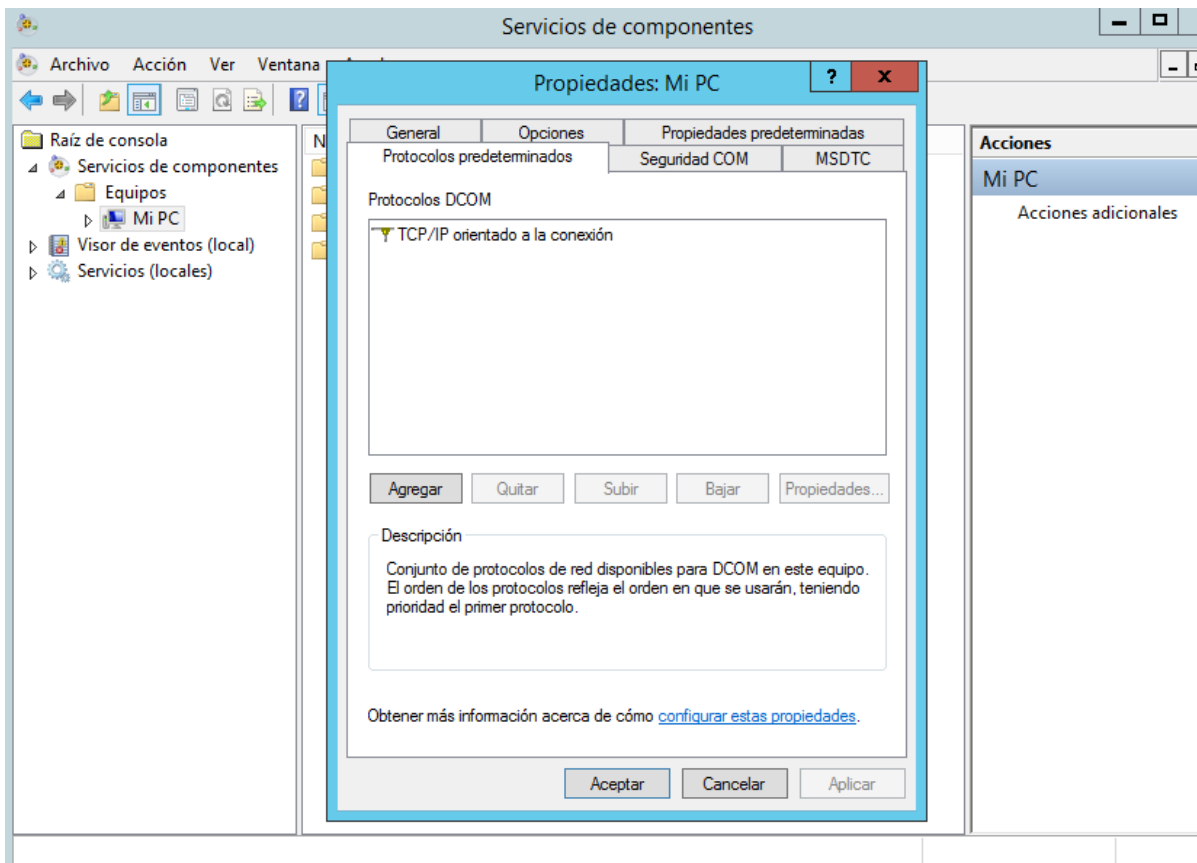 Servicios de componentes
Archivo Acción Ver Ventana
Propiedades: Mi PC
?
x
Raíz de consola
Servicios de componentes
Equipos
Mi PC
Visor de eventos (local)
Servicios (locales)
N
General Opciones Propiedades predeterminadas
Protocolos predeterminados Seguridad COM MSDTC
Protocolos DCOM
TCP/IP orientado a la conexión
Agregar Quitar Subir Bajar Propiedades...
Descripción
Conjunto de protocolos de red disponibles para DCOM en este equipo.
El orden de los protocolos refleja el orden en que se usarán, teniendo
prioridad el primer protocolo.
Obtener más información acerca de cómo configurar estas propiedades.
Aceptar Cancelar Aplicar
Acciones
Mi PC
Acciones adicionales